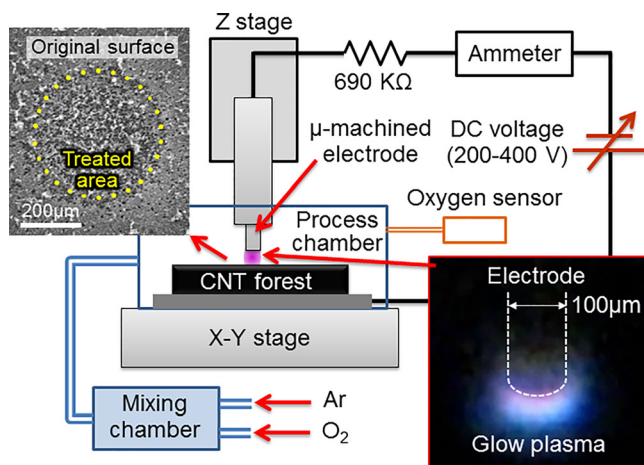 Z stage
Original surface
Treated
area
200μm
690 KΩ
Ammeter
μ-machined
electrode
DC voltage
(200-400 V)
Oxygen sensor
Process
chamber
CNT forest
X-Y stage
Electrode
100μm
Glow plasma
Mixing
chamber
Ar
O₂